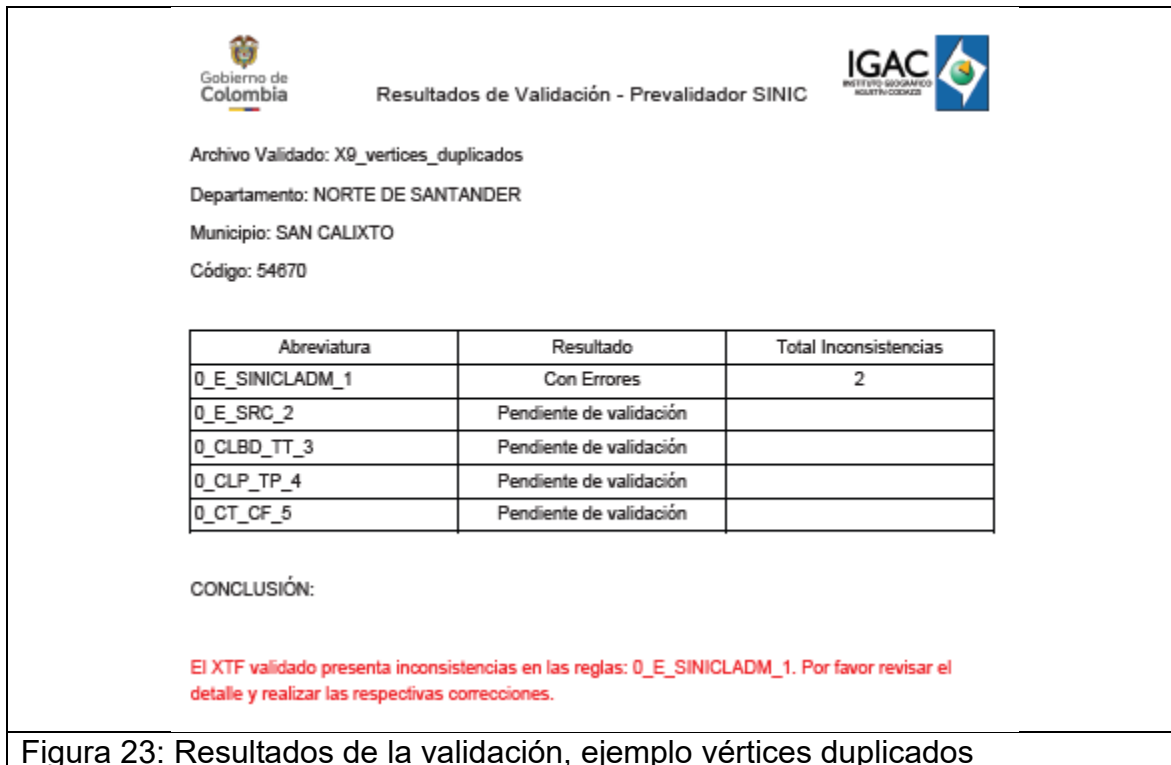 Gobierno de
Colombia
Resultados de Validación - Prevalidador SINIC
IGAC
INSTITUTO GEOGRÁFICO
AGUSTÍN CODAZZI
Archivo Validado: X9_vertices_duplicados
Departamento: NORTE DE SANTANDER
Municipio: SAN CALIXTO
Código: 54670
Abreviatura Resultado Total Inconsistencias
0_E_SINICLADM_1 Con Errores 2
0_E_SRC_2 Pendiente de validación
0_CLBD_TT_3 Pendiente de validación
0_CLP_TP_4 Pendiente de validación
0_CT_CF_5 Pendiente de validación
CONCLUSIÓN:
El XTF validado presenta inconsistencias en las reglas: 0_E_SINICLADM_1. Por favor revisar el
detalle y realizar las respectivas correcciones.
Figura 23: Resultados de la validación, ejemplo vértices duplicados